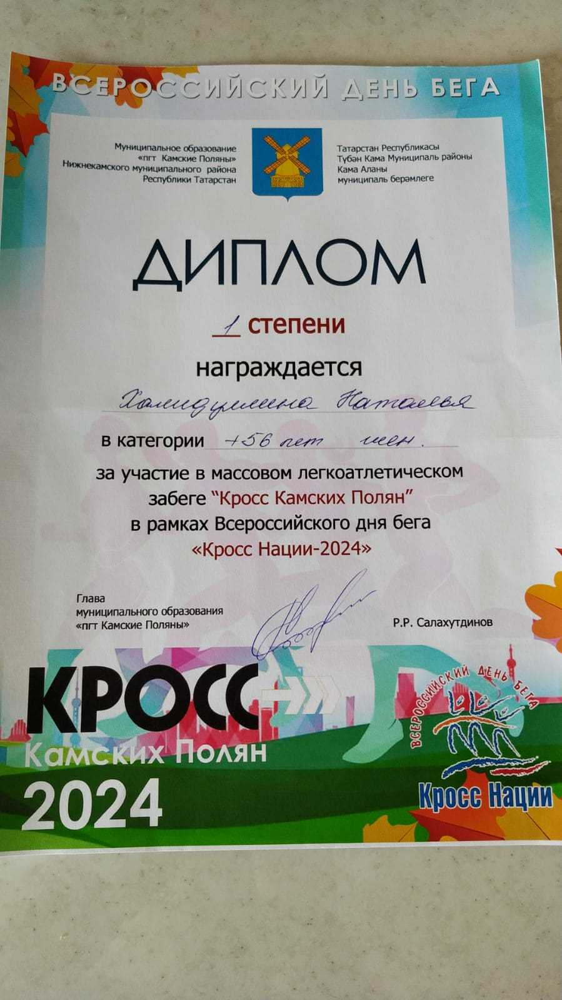 ВСЕРОССИЙСКИЙ ДЕНЬ БЕГА
Муниципальное образование
«пгт Камские Поляны»
Нижнекамского муниципального района
Республики Татарстан
Татарстан Республикасы
Түбән Кама Муниципаль районы
Кама Аланы
муниципаль берәмлеге
ДИПЛОМ
1 степени
награждается
Халидуллина Наталья
в категории +56 лет жен.
за участие в массовом легкоатлетическом
забеге “Кросс Камских Полян”
в рамках Всероссийского дня бега
«Кросс Нации-2024»
Глава
муниципального образования
«пгт Камские Поляны»
Р.Р. Салахутдинов
КРОСС
Камских Полян
2024
ВСЕРОССИЙСКИЙ ДЕНЬ БЕГА
Кросс Нации